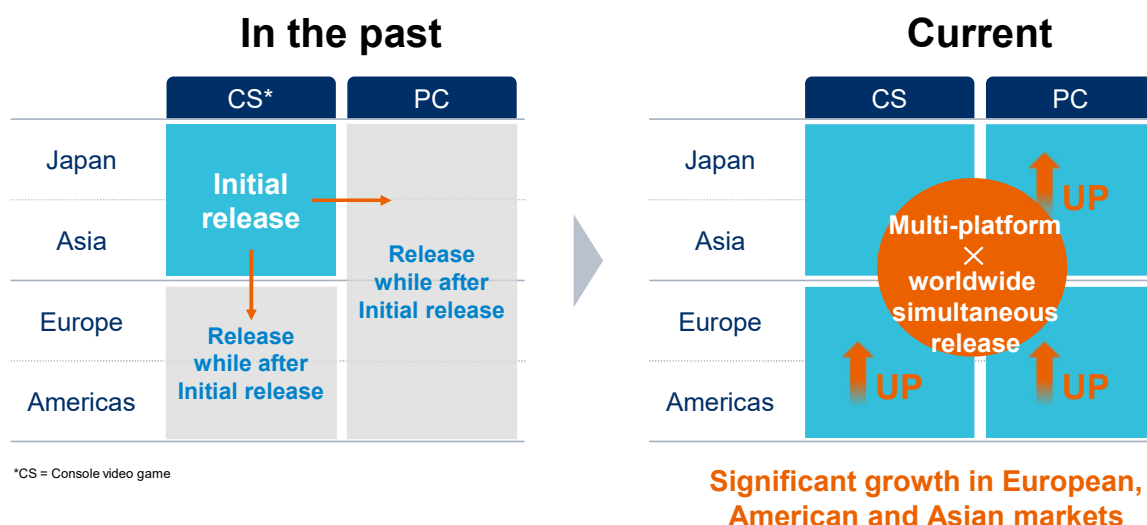 In the past
CS*
PC
Japan
Asia
Europe
Americas
Initial
release
Release
while after
Initial release
Release
while after
Initial release
*CS = Console video game
Current
CS
PC
Japan
Asia
Europe
Americas
UP
Multi-platform
×
worldwide
simultaneous
release
UP
UP
Significant growth in European,
American and Asian markets